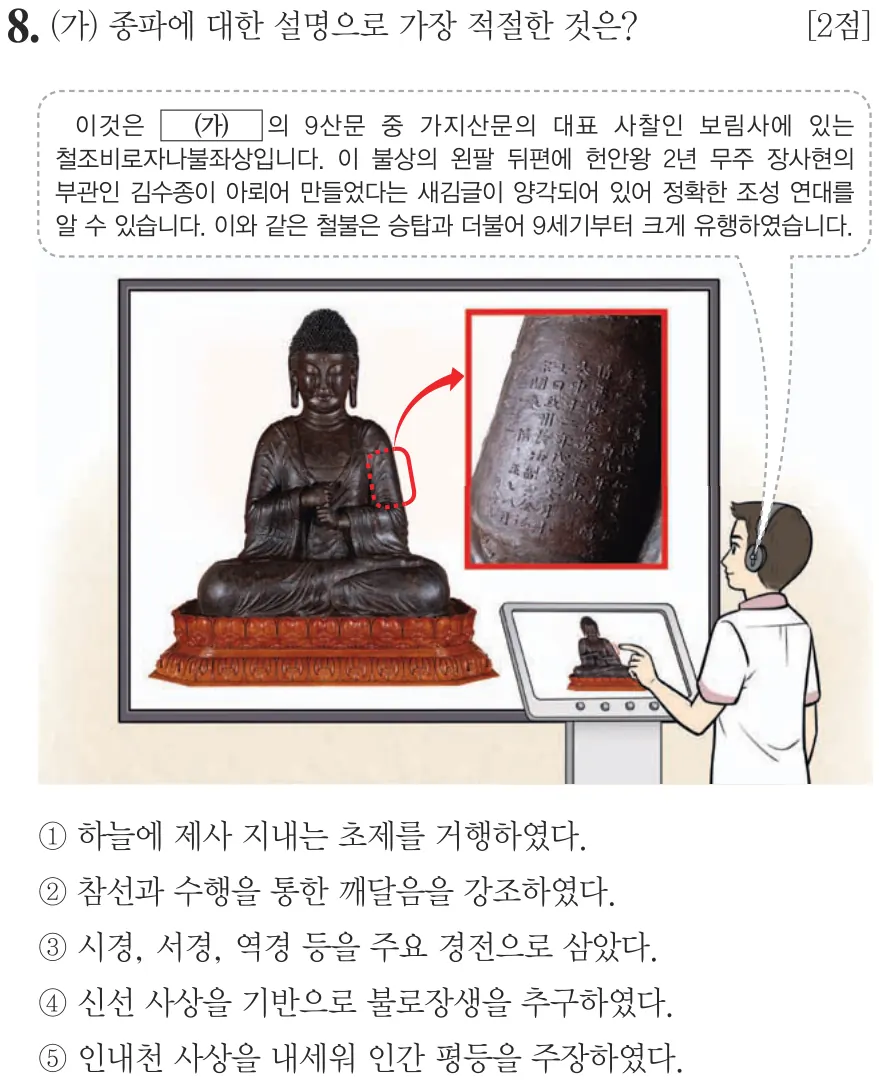 8. (가) 종파에 대한 설명으로 가장 적절한 것은? [2점]
이것은 (가) 의 9산문 중 가지산문의 대표 사찰인 보림사에 있는
철조비로자나불좌상입니다. 이 불상의 왼팔 뒤편에 헌안왕 2년 무주 장사현의
부관인 김수종이 아뢰어 만들었다는 새김글이 양각되어 있어 정확한 조성 연대를
알 수 있습니다. 이와 같은 철불은 승탑과 더불어 9세기부터 크게 유행하였습니다.
① 하늘에 제사 지내는 초제를 거행하였다.
② 참선과 수행을 통한 깨달음을 강조하였다.
③ 시경, 서경, 역경 등을 주요 경전으로 삼았다.
④ 신선 사상을 기반으로 불로장생을 추구하였다.
⑤ 인내천 사상을 내세워 인간 평등을 주장하였다.